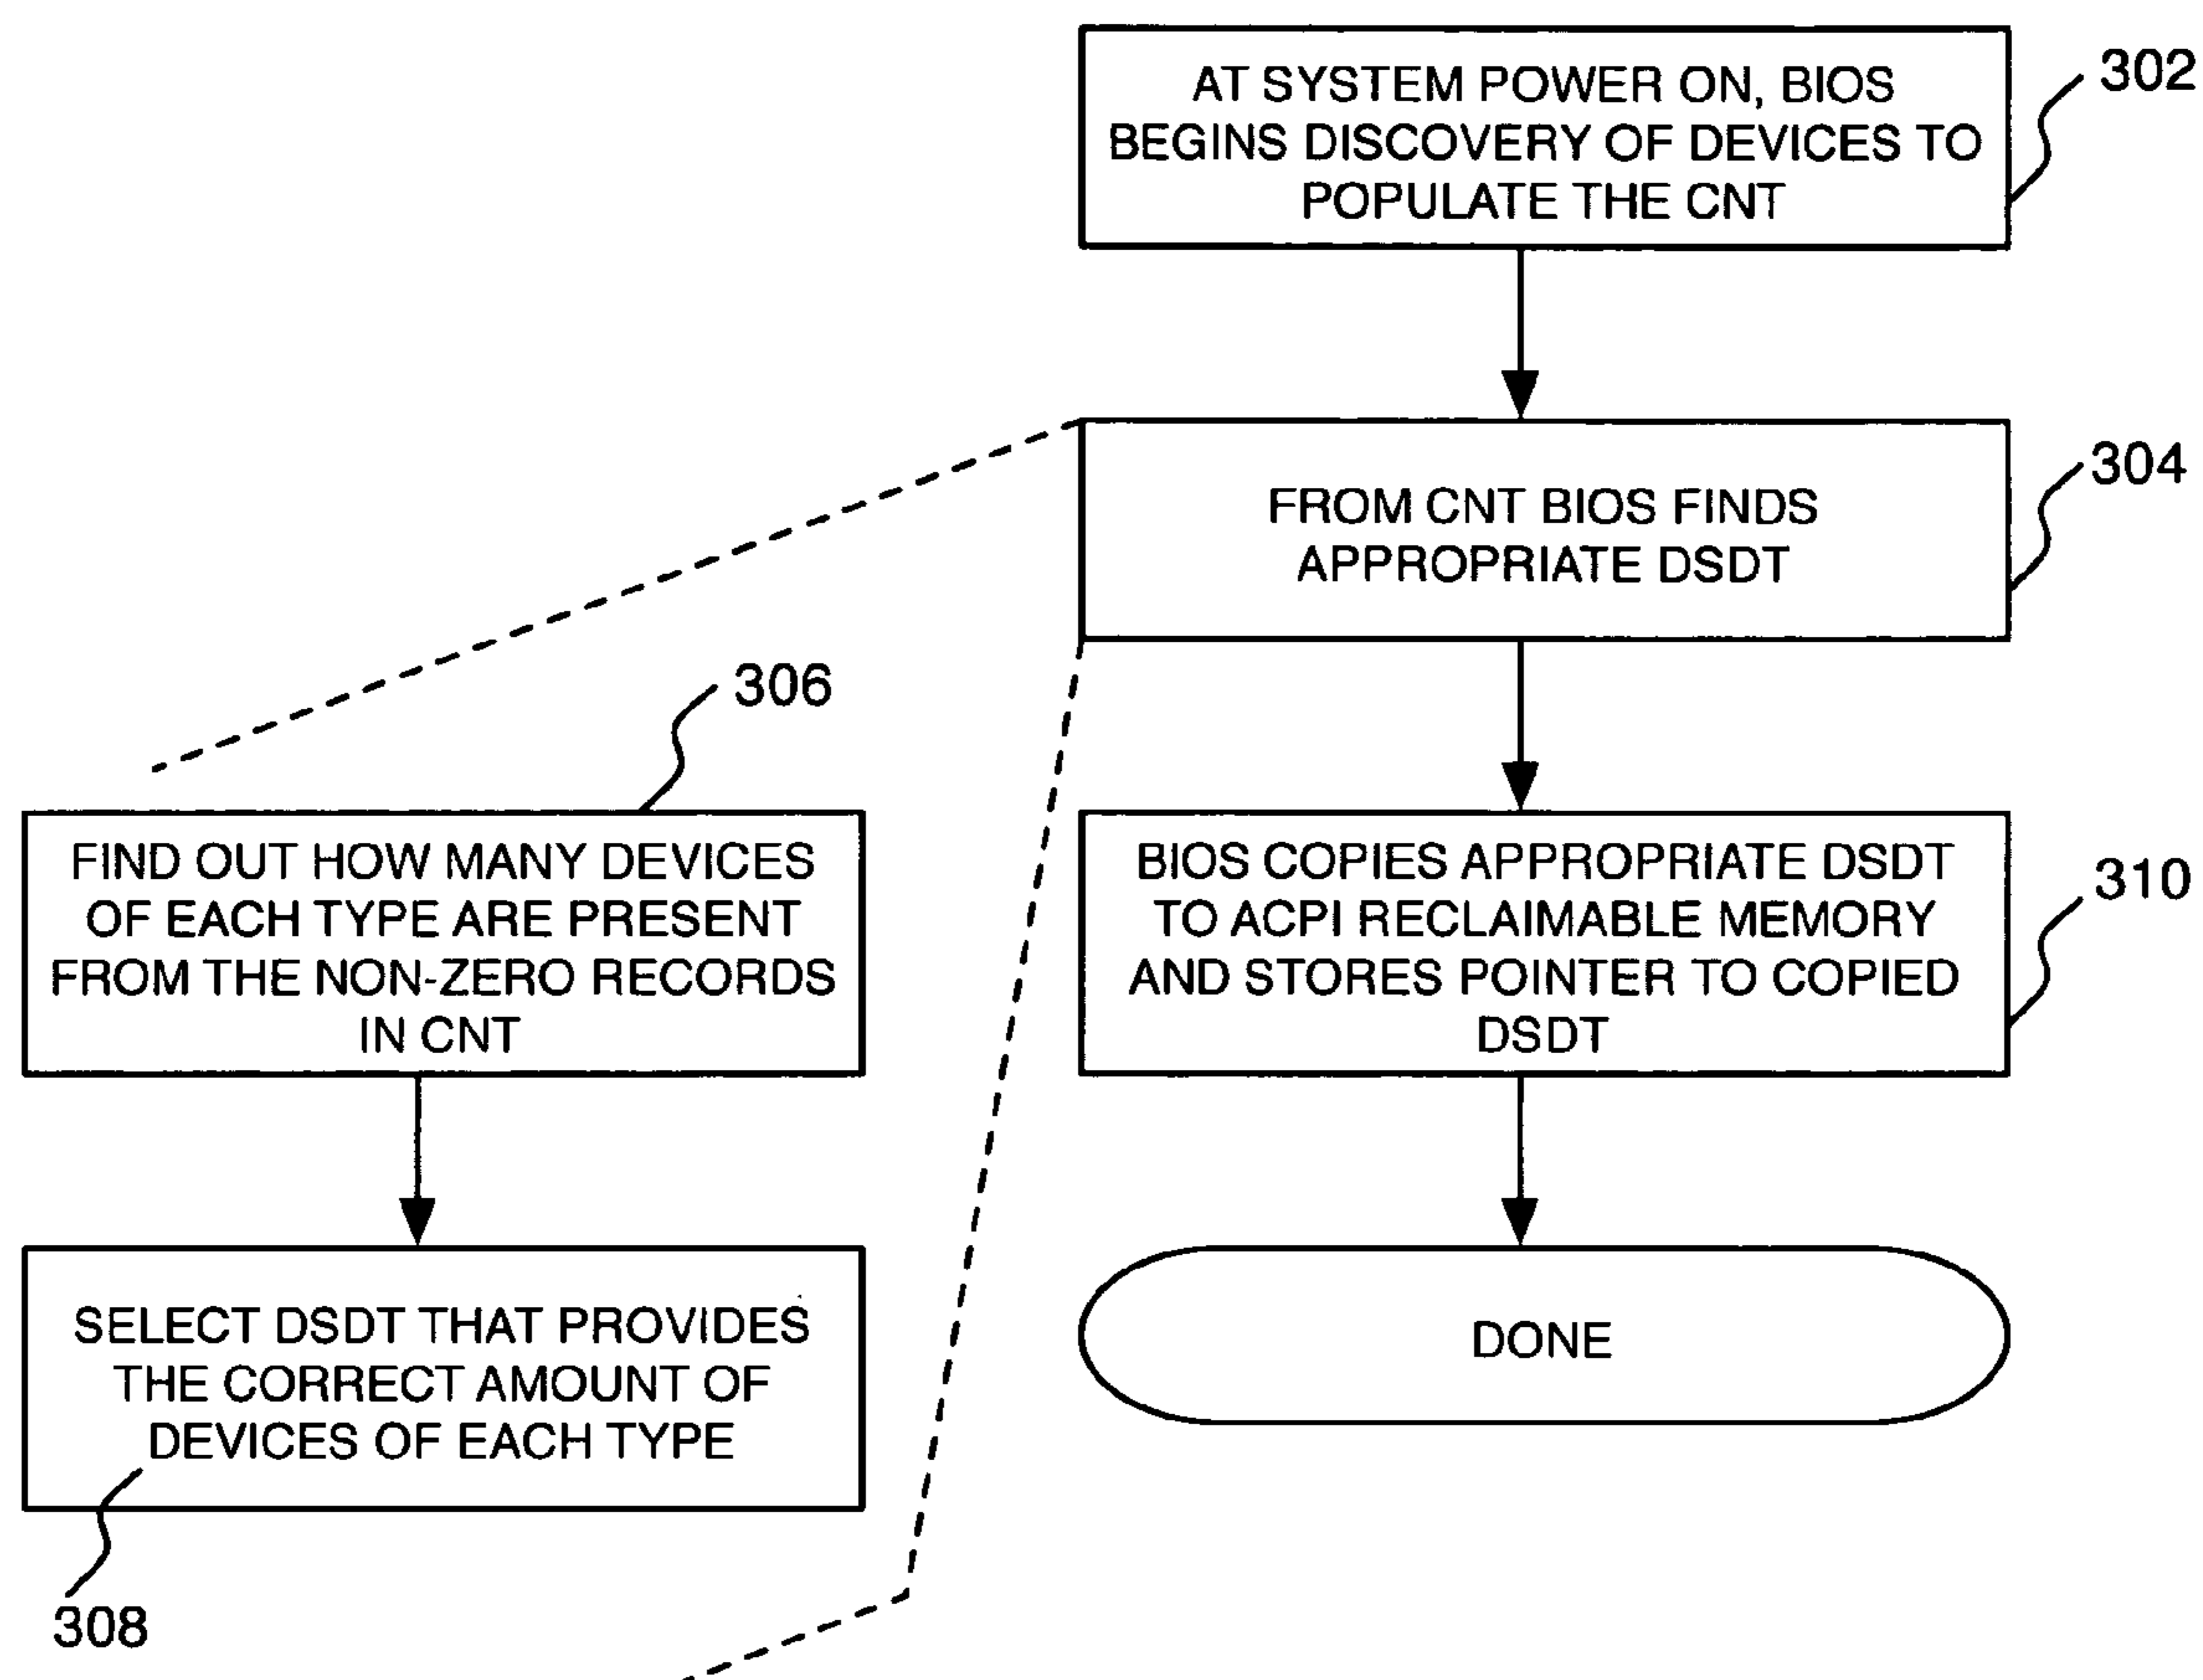 AT SYSTEM POWER ON, BIOS
BEGINS DISCOVERY OF DEVICES TO
POPULATE THE CNT
302
FROM CNT BIOS FINDS
APPROPRIATE DSDT
304
306
FIND OUT HOW MANY DEVICES
OF EACH TYPE ARE PRESENT
FROM THE NON-ZERO RECORDS
IN CNT
BIOS COPIES APPROPRIATE DSDT
TO ACPI RECLAIMABLE MEMORY
AND STORES POINTER TO COPIED
DSDT
310
SELECT DSDT THAT PROVIDES
THE CORRECT AMOUNT OF
DEVICES OF EACH TYPE
308
DONE